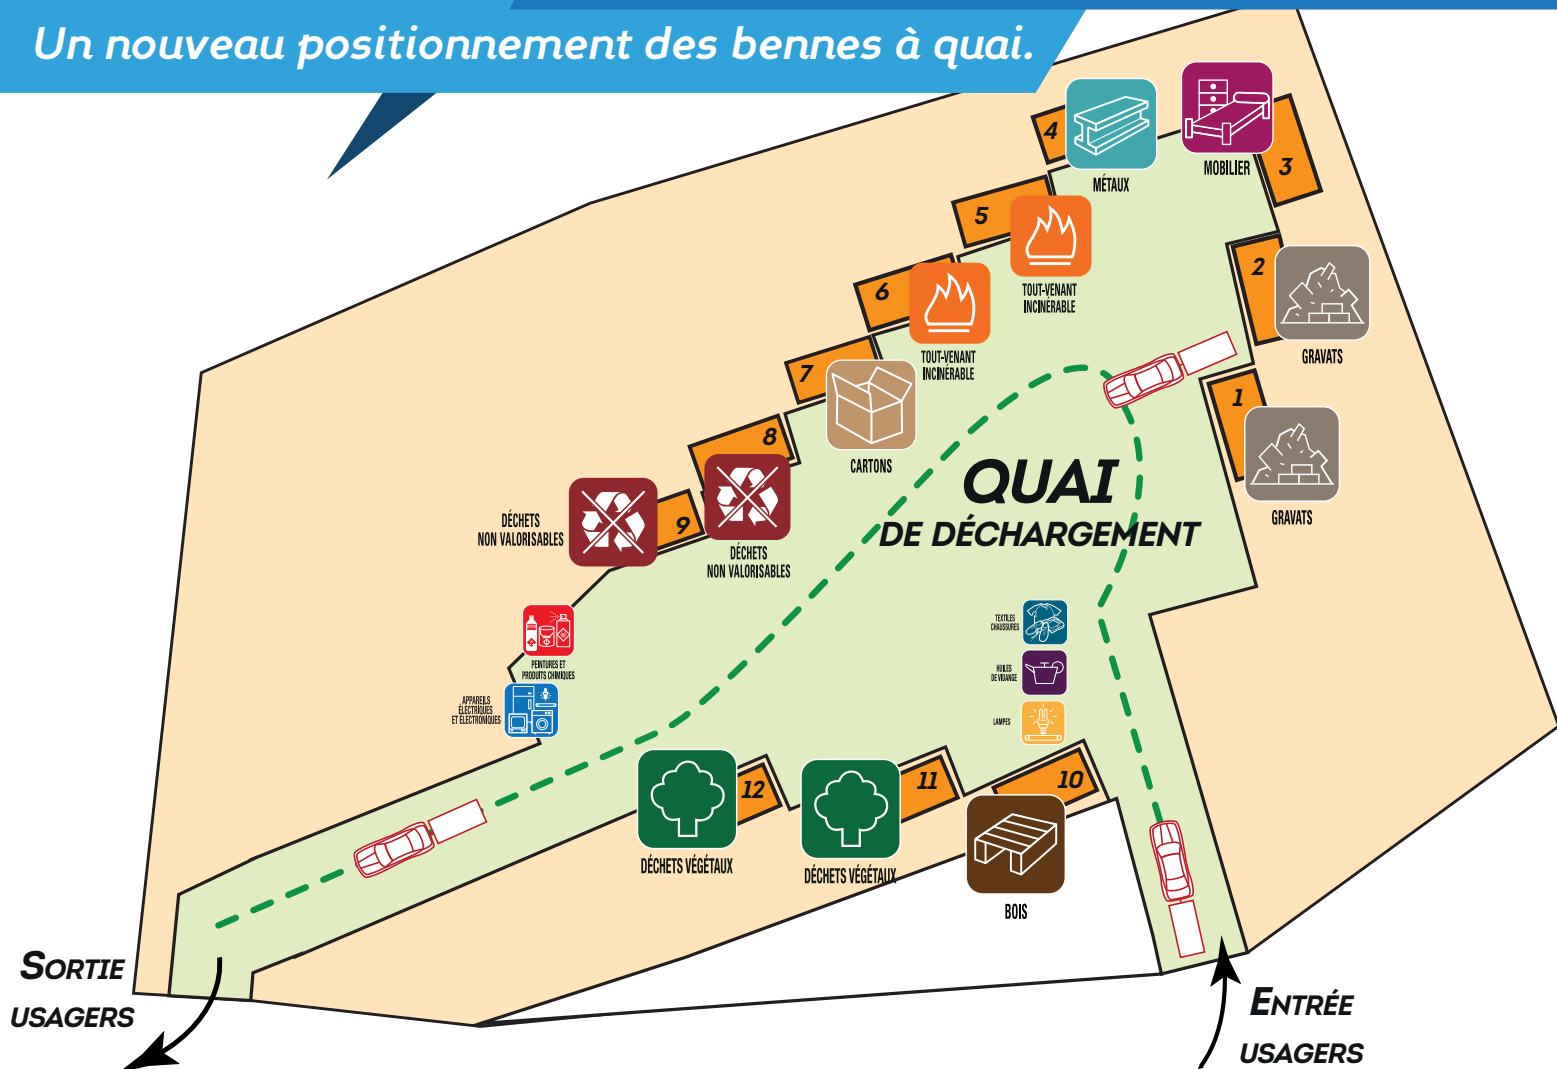 Un nouveau positionnement des bennes à quai.
4
MÉTAUX
MOBILIER
3
5
TOUT-VENANT
INCINÉRABLE
2
GRAVATS
6
TOUT-VENANT
INCINÉRABLE
7
CARTONS
1
GRAVATS
8
DÉCHETS
NON VALORISABLES
9
DÉCHETS
NON VALORISABLES
QUAI
DE DÉCHARGEMENT
PEINTURES ET
PRODUITS CHIMIQUES
APPAREILS
ÉLECTRIQUES
ET ÉLECTRONIQUES
TEXTILES
CHAUSSURES
HUILES
DE VIDANGE
LAMPES
12
DÉCHETS VÉGÉTAUX
11
DÉCHETS VÉGÉTAUX
10
BOIS
SORTIE
USAGERS
ENTRÉE
USAGERS